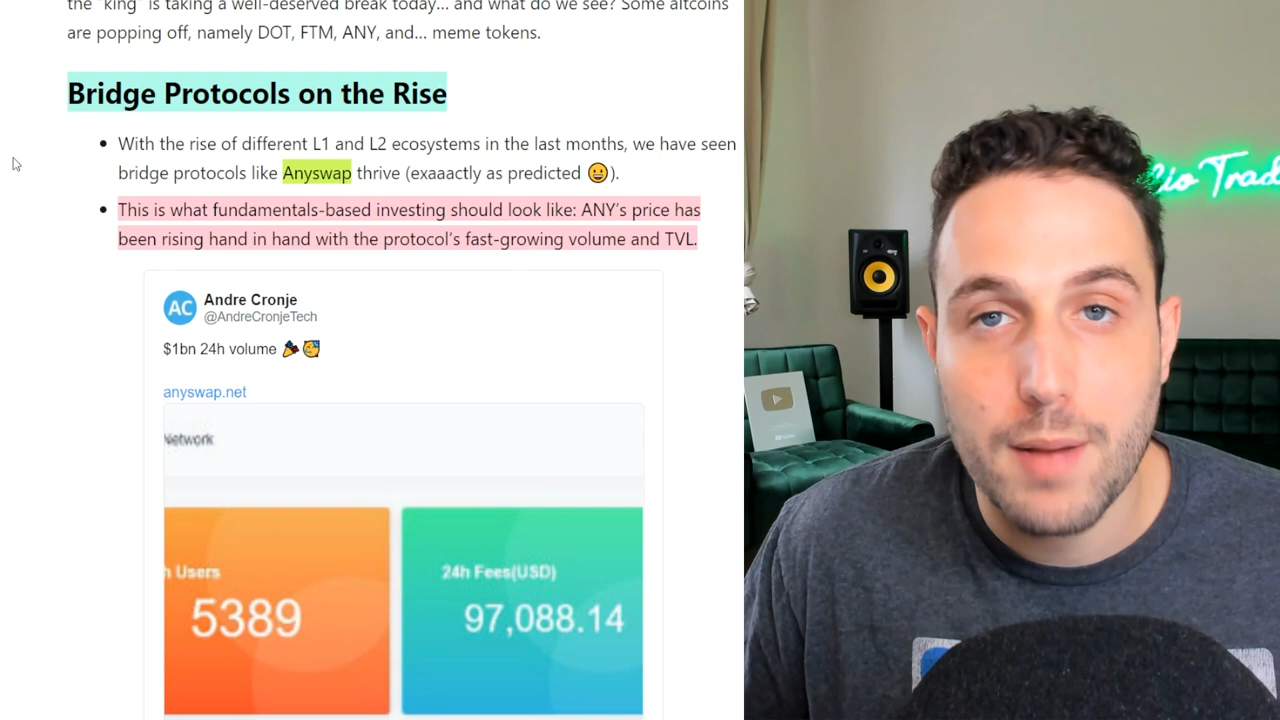 the "king" is taking a well-deserved break today… and what do we see? Some altcoins
are popping off, namely DOT, FTM, ANY, and… meme tokens.
Bridge Protocols on the Rise
With the rise of different L1 and L2 ecosystems in the last months, we have seen
bridge protocols like Anyswap thrive (exaaactly as predicted 😀).
This is what fundamentals-based investing should look like: ANY's price has
been rising hand in hand with the protocol's fast-growing volume and TVL.
AC
Andre Cronje
@AndreCronjeTech
$1bn 24h volume 🎉🥳
anyswap.net
Network
h Users
5389
24h Fees(USD)
97,088.14
io Trad